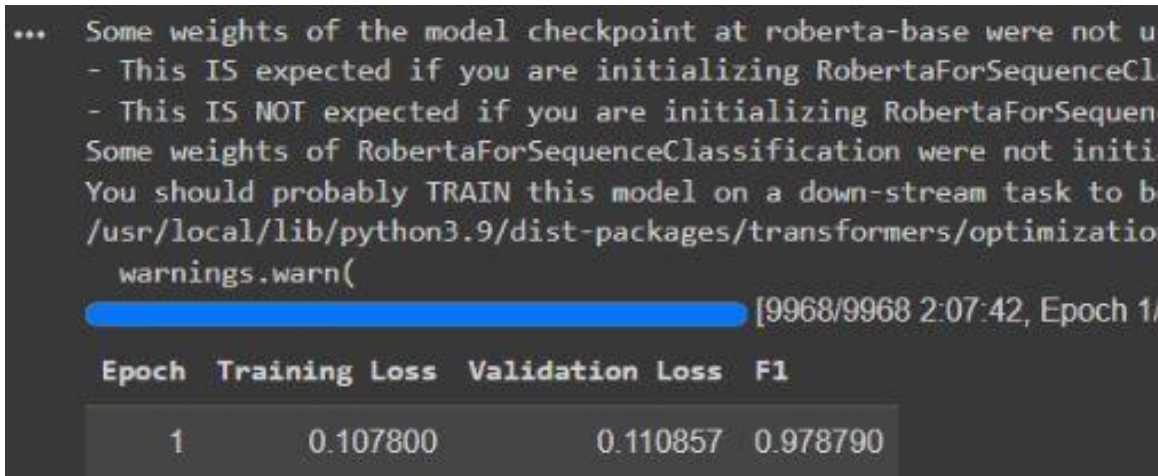 ... Some weights of the model checkpoint at roberta-base were not u
- This IS expected if you are initializing RobertaForSequenceCl
- This IS NOT expected if you are initializing RobertaForSequen
Some weights of RobertaForSequenceClassification were not initi
You should probably TRAIN this model on a down-stream task to b
/usr/local/lib/python3.9/dist-packages/transformers/optimizatio
warnings.warn(
[9968/9968 2:07:42, Epoch 1/
Epoch Training Loss Validation Loss F1
1 0.107800 0.110857 0.978790